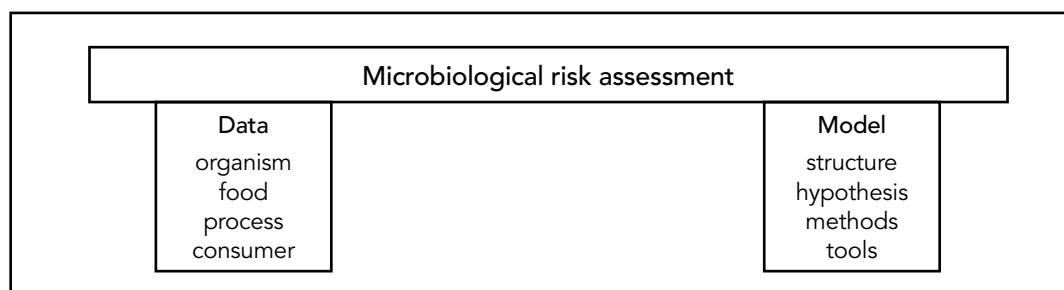 Microbiological risk assessment
Data
organism
food
process
consumer
Model
structure
hypothesis
methods
tools